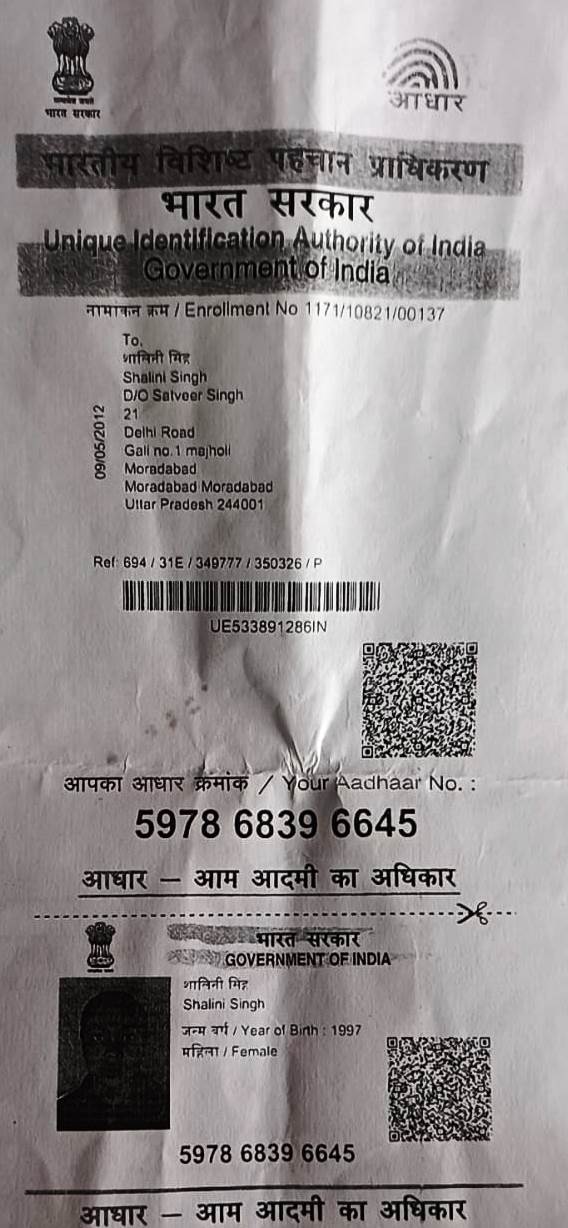 भारत सरकार
आधार
भारतीय विशिष्ट पहचान प्राधिकरण
भारत सरकार
Unique Identification Authority of India
Government of India
नामांकन क्रम / Enrollment No 1171/10821/00137
To,
शालिनी सिंह
Shalini Singh
D/O Satveer Singh
21
Delhi Road
Gali no.1 majholi
Moradabad
Moradabad Moradabad
Uttar Pradesh 244001
09/05/2012
Ref: 694 / 31E / 349777 / 350326 / P
UE533891286IN
आपका आधार क्रमांक / Your Aadhaar No. :
5978 6839 6645
आधार – आम आदमी का अधिकार
भारत सरकार
GOVERNMENT OF INDIA
शालिनी सिंह
Shalini Singh
जन्म वर्ष / Year of Birth : 1997
महिला / Female
5978 6839 6645
आधार – आम आदमी का अधिकार